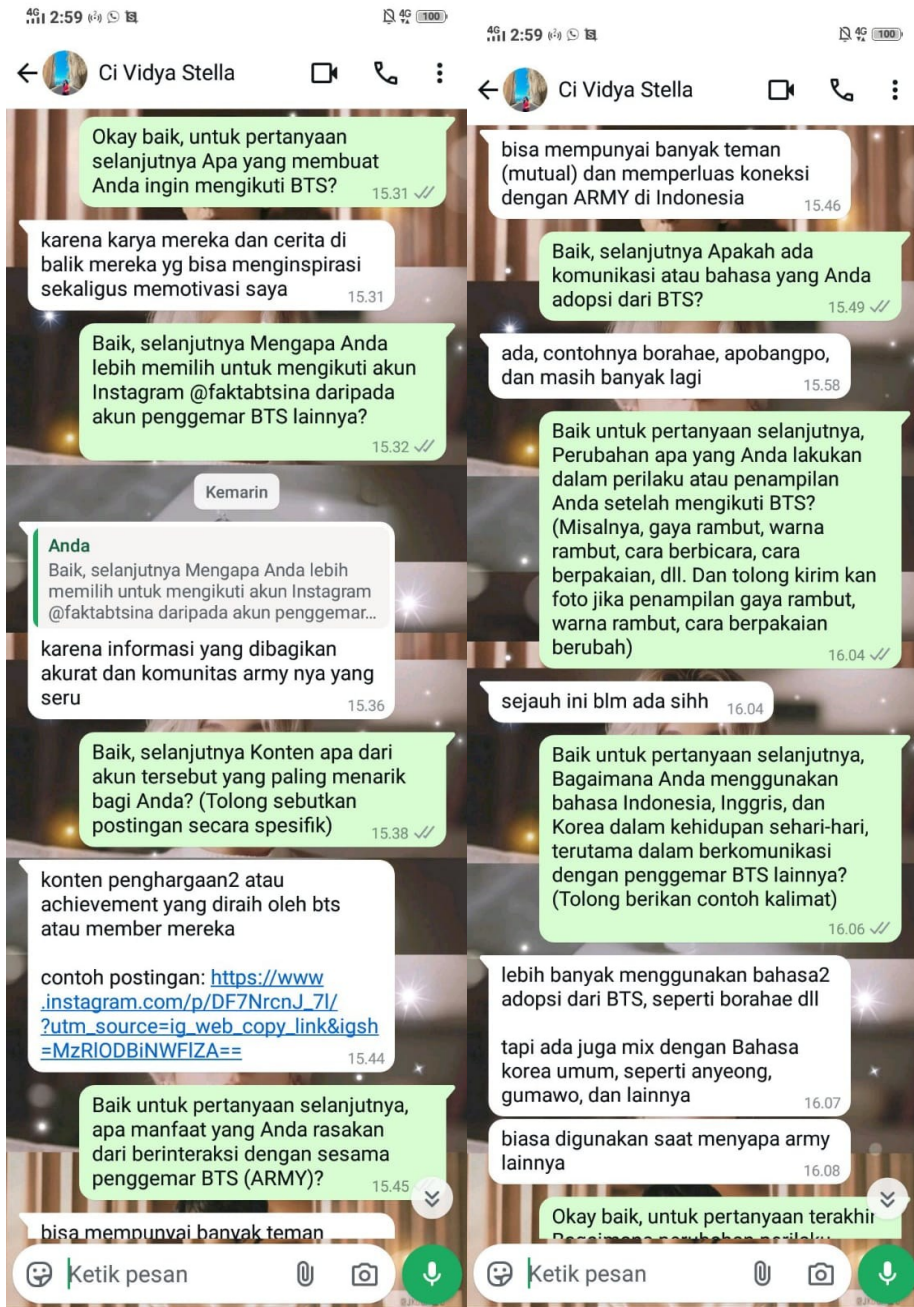 4G 2:59
4G 100
Ci Vidya Stella
Okay baik, untuk pertanyaan
selanjutnya Apa yang membuat
Anda ingin mengikuti BTS?
15.31
karena karya mereka dan cerita di
balik mereka yg bisa menginspirasi
sekaligus memotivasi saya
15.31
Baik, selanjutnya Mengapa Anda
lebih memilih untuk mengikuti akun
Instagram @faktabtsina daripada
akun penggemar BTS lainnya?
15.32
Kemarin
Anda
Baik, selanjutnya Mengapa Anda lebih
memilih untuk mengikuti akun Instagram
@faktabtsina daripada akun penggemar...
karena informasi yang dibagikan
akurat dan komunitas army nya yang
seru
15.36
Baik, selanjutnya Konten apa dari
akun tersebut yang paling menarik
bagi Anda? (Tolong sebutkan
postingan secara spesifik)
15.38
konten penghargaan2 atau
achievement yang diraih oleh bts
atau member mereka
contoh postingan: https://www
.instagram.com/p/DF7NrcnJ_7I/
?utm_source=ig_web_copy_link&igsh
=MzRlODBiNWFlZA==
15.44
Baik untuk pertanyaan selanjutnya,
apa manfaat yang Anda rasakan
dari berinteraksi dengan sesama
penggemar BTS (ARMY)?
15.45
bisa mempunyai banyak teman
Ketik pesan
4G 2:59
4G 100
Ci Vidya Stella
bisa mempunyai banyak teman
(mutual) dan memperluas koneksi
dengan ARMY di Indonesia
15.46
Baik, selanjutnya Apakah ada
komunikasi atau bahasa yang Anda
adopsi dari BTS?
15.49
ada, contohnya borahae, apobangpo,
dan masih banyak lagi
15.58
Baik untuk pertanyaan selanjutnya,
Perubahan apa yang Anda lakukan
dalam perilaku atau penampilan
Anda setelah mengikuti BTS?
(Misalnya, gaya rambut, warna
rambut, cara berbicara, cara
berpakaian, dll. Dan tolong kirim kan
foto jika penampilan gaya rambut,
warna rambut, cara berpakaian
berubah)
16.04
sejauh ini blm ada sihh
16.04
Baik untuk pertanyaan selanjutnya,
Bagaimana Anda menggunakan
bahasa Indonesia, Inggris, dan
Korea dalam kehidupan sehari-hari,
terutama dalam berkomunikasi
dengan penggemar BTS lainnya?
(Tolong berikan contoh kalimat)
16.06
lebih banyak menggunakan bahasa2
adopsi dari BTS, seperti borahae dll
tapi ada juga mix dengan Bahasa
korea umum, seperti anyeong,
gumawo, dan lainnya
16.07
biasa digunakan saat menyapa army
lainnya
16.08
Okay baik, untuk pertanyaan terakhir
Bagaimana perubahan perilaku
Ketik pesan